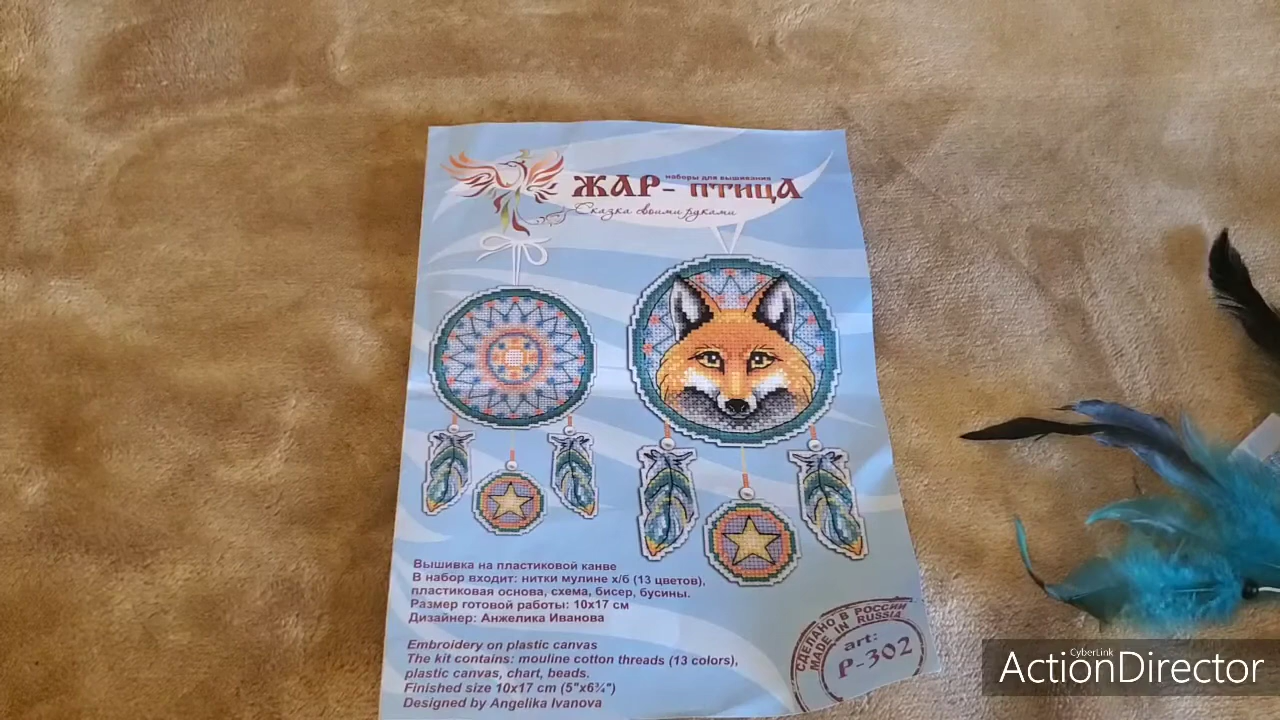 наборы для вышивания
ЖАР-ПТИЦА
Сказка своими руками
Вышивка на пластиковой канве
В набор входит: нитки мулине х/б (13 цветов),
пластиковая основа, схема, бисер, бусины.
Размер готовой работы: 10х17 см
Дизайнер: Анжелика Иванова
Embroidery on plastic canvas
The kit contains: mouline cotton threads (13 colors),
plastic canvas, chart, beads.
Finished size 10x17 cm (5"x6¾")
Designed by Angelika Ivanova
СДЕЛАНО В РОССИИ
MADE IN RUSSIA
art:
P-302
CyberLink
ActionDirector